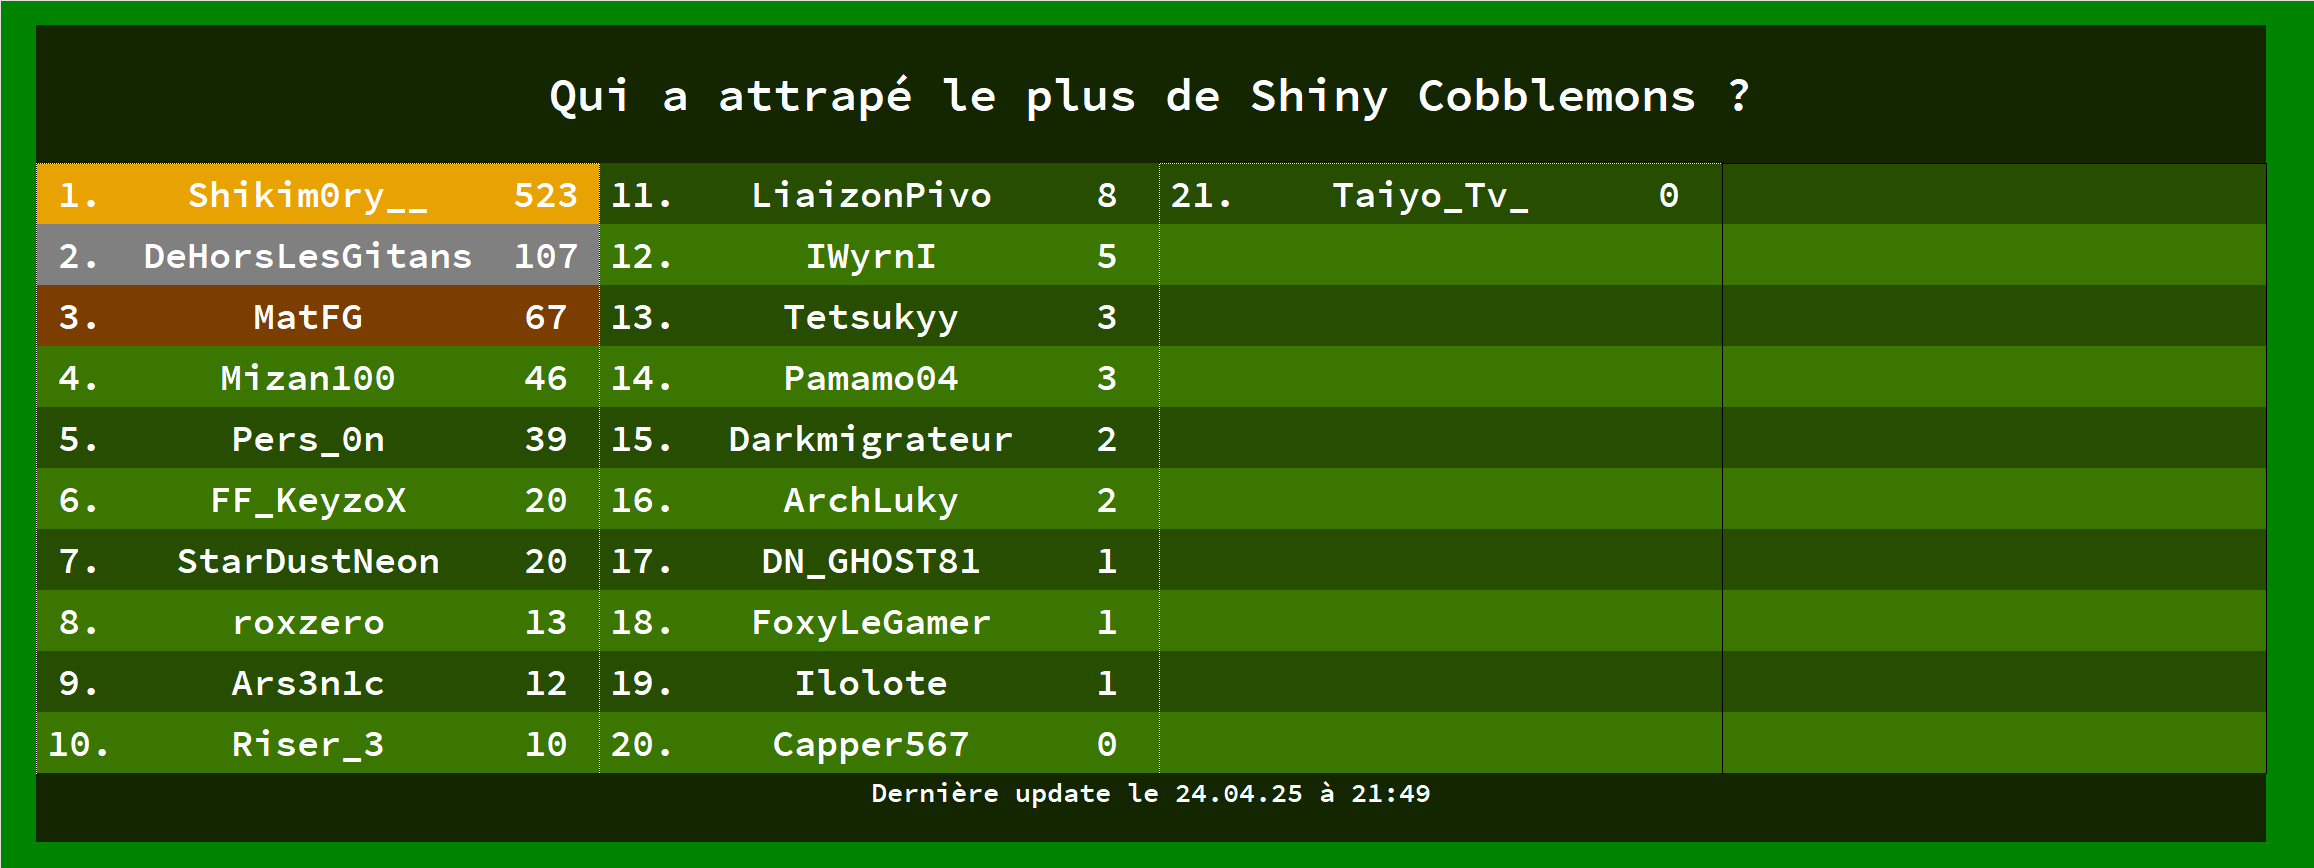 Qui a attrapé le plus de Shiny Cobblemons ?
1. Shikim0ry__ 523
2. DeHorsLesGitans 107
3. MatFG 67
4. Mizan100 46
5. Pers_0n 39
6. FF_KeyzoX 20
7. StarDustNeon 20
8. roxzero 13
9. Ars3n1c 12
10. Riser_3 10
11. LiaizonPivo 8
12. IWyrnI 5
13. Tetsukyy 3
14. Pamamo04 3
15. Darkmigrateur 2
16. ArchLuky 2
17. DN_GHOST81 1
18. FoxyLeGamer 1
19. Ilolote 1
20. Capper567 0
21. Taiyo_Tv_ 0
Dernière update le 24.04.25 à 21:49